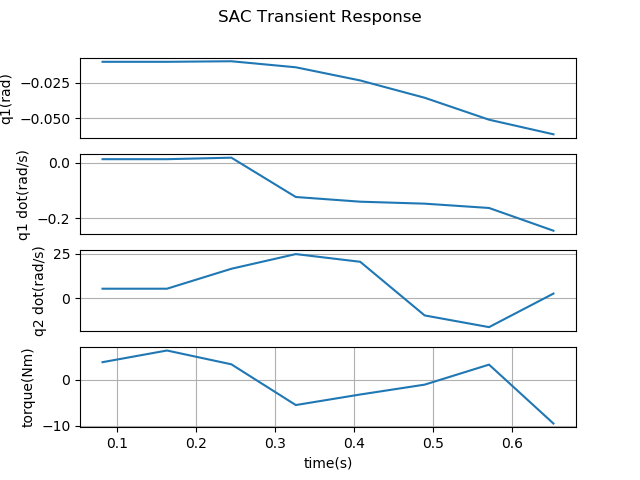 SAC Transient Response
q1(rad)
−0.025
−0.050
q1 dot(rad/s)
0.0
−0.2
q2 dot(rad/s)
25
0
torque(Nm)
0
−10
0.1 0.2 0.3 0.4 0.5 0.6
time(s)